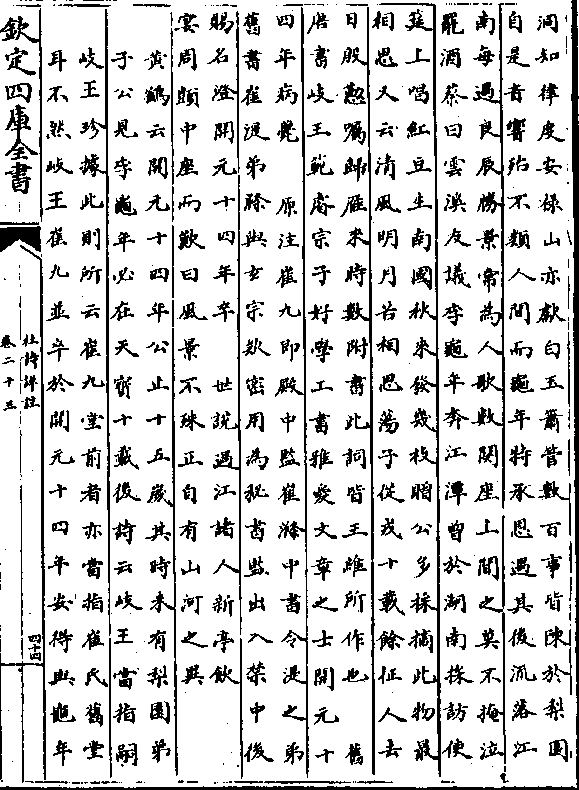 洞知律度安祿山亦獻白玉簫管數百事皆陳於梨園
自是音響殆不類人間而龜年特承恩遇其後流落江
南每遇良辰勝景常為人歌數闋座上聞之莫不掩泣
罷酒蔡曰雲溪友議李龜年奔江潭曾於湖南採訪使
筵上唱紅豆生南國秋來發幾枝贈公多採摘此物最
相思又云清風明月苦相思蕩子從戎十載餘征人去
日殷勤囑歸雁來時數附書此詞皆王維所作也 舊
唐書岐王範睿宗子好學工書雅愛文章之士開元十
四年病薨 原注崔九即殿中監崔滌中書令湜之弟
舊書崔湜弟滌與玄宗欵密用為秘書監出入禁中後
賜名澄開元十四年卒 世說過江諸人新亭飲
宴周顗中座而歎曰風景不殊正自有山河之異
黃鶴云開元十四年公止十五歲其時未有梨園弟
子公見李龜年必在天寶十載後詩云岐王當指嗣
岐王珍據此則所云崔九堂前者亦當指崔氏舊堂
耳不然岐王崔九並卒於開元十四年安得與龜年
欽定四庫全書
杜詩詳註
卷二十三
四十四